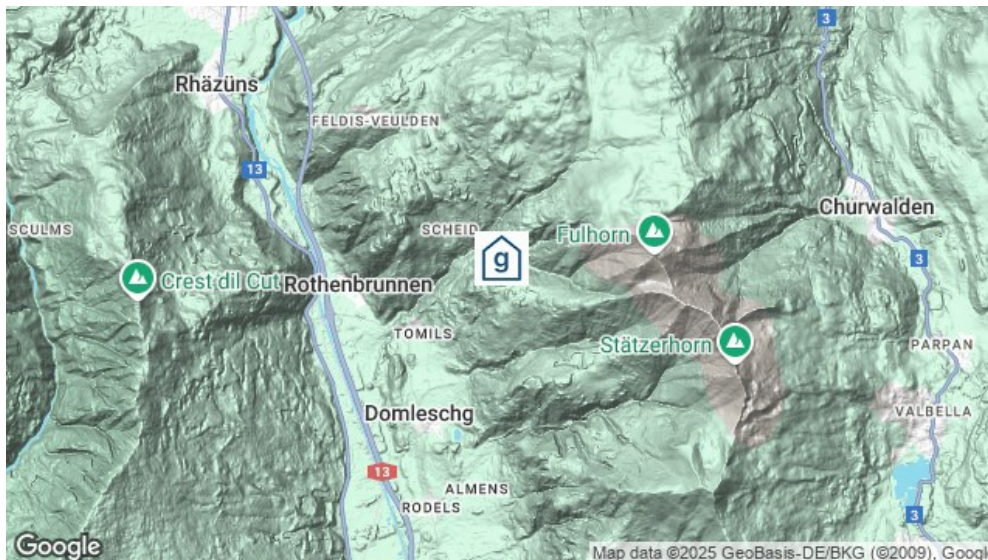 3
Rhäzüns
FELDIS-VEULDEN
13
Churwalden
SCULMS
SCHEID
Fulhorn
g
3
Crest dil Cut
Rothenbrunnen
TOMILS
Stätzerhorn
PARPAN
Domleschg
VALBELLA
13
ALMENS
RODELS
3
Google
Map data ©2025 GeoBasis-DE/BKG (©2009), Googl